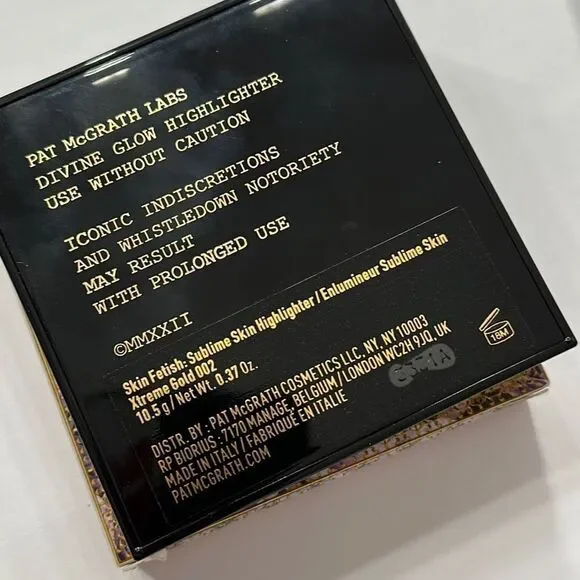 PAT McGRATH LABS
DIVINE GLOW HIGHLIGHTER
USE WITHOUT CAUTION
ICONIC INDISCRETIONS
AND WHISTLEDOWN NOTORIETY
MAY RESULT
WITH PROLONGED USE
©MMXXII
Skin Fetish: Sublime Skin Highlighter / Enlumineur Sublime Skin
Xtreme Gold 002
10.5 g / Net Wt. 0.37 Oz.
DISTR. BY: PAT McGRATH COSMETICS LLC, NY, NY 10003
RP BIORIUS: 7170 MANAGE, BELGIUM / LONDON WC2H 9JQ, UK
MADE IN ITALY / FABRIQUÉ EN ITALIE
PATMCGRATH.COM
18M